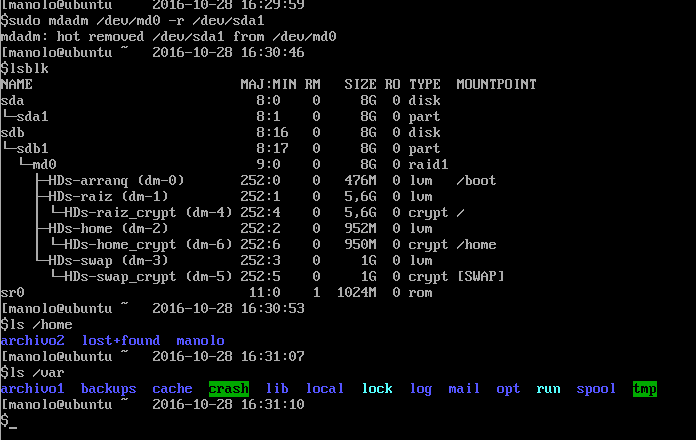 [manolo@ubuntu ~   2016-10-28 16:29:59
$sudo mdadm /dev/md0 -r /dev/sda1
mdadm: hot removed /dev/sda1 from /dev/md0
[manolo@ubuntu ~   2016-10-28 16:30:46
$lsblk
NAME                          MAJ:MIN RM   SIZE RO TYPE  MOUNTPOINT
sda                             8:0    0     8G  0 disk
└─sda1                          8:1    0     8G  0 part
sdb                             8:16   0     8G  0 disk
└─sdb1                          8:17   0     8G  0 part
  └─md0                         9:0    0     8G  0 raid1
    ├─HDs-arranq (dm-0)       252:0    0   476M  0 lvm   /boot
    ├─HDs-raiz (dm-1)         252:1    0   5,6G  0 lvm
    │ └─HDs-raiz_crypt (dm-4) 252:4    0   5,6G  0 crypt /
    ├─HDs-home (dm-2)         252:2    0   952M  0 lvm
    │ └─HDs-home_crypt (dm-6) 252:6    0   950M  0 crypt /home
    └─HDs-swap (dm-3)         252:3    0     1G  0 lvm
      └─HDs-swap_crypt (dm-5) 252:5    0     1G  0 crypt [SWAP]
sr0                            11:0    1  1024M  0 rom
[manolo@ubuntu ~   2016-10-28 16:30:53
$ls /home
archivo2  lost+found  manolo
[manolo@ubuntu ~   2016-10-28 16:31:07
$ls /var
archivo1  backups  cache  crash  lib  local  lock  log  mail  opt  run  spool  tmp
[manolo@ubuntu ~   2016-10-28 16:31:10
$_